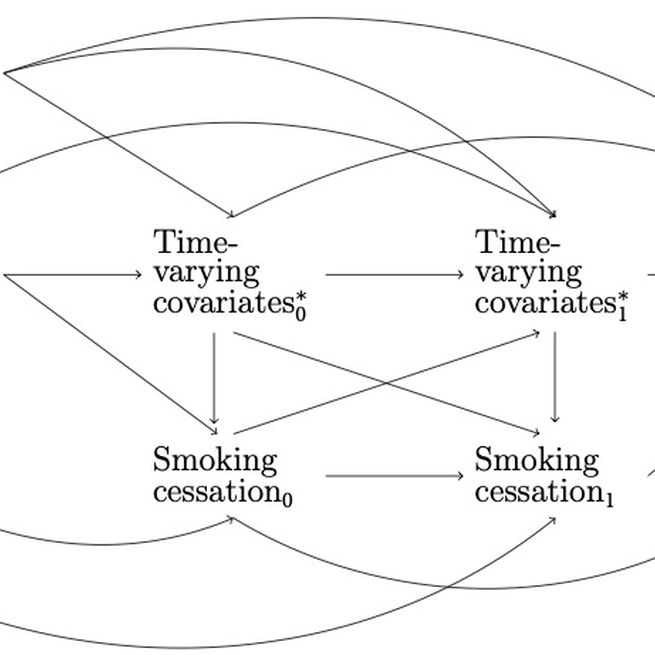 Time-
varying
covariates*0
Time-
varying
covariates*1
Smoking
cessation0
Smoking
cessation1